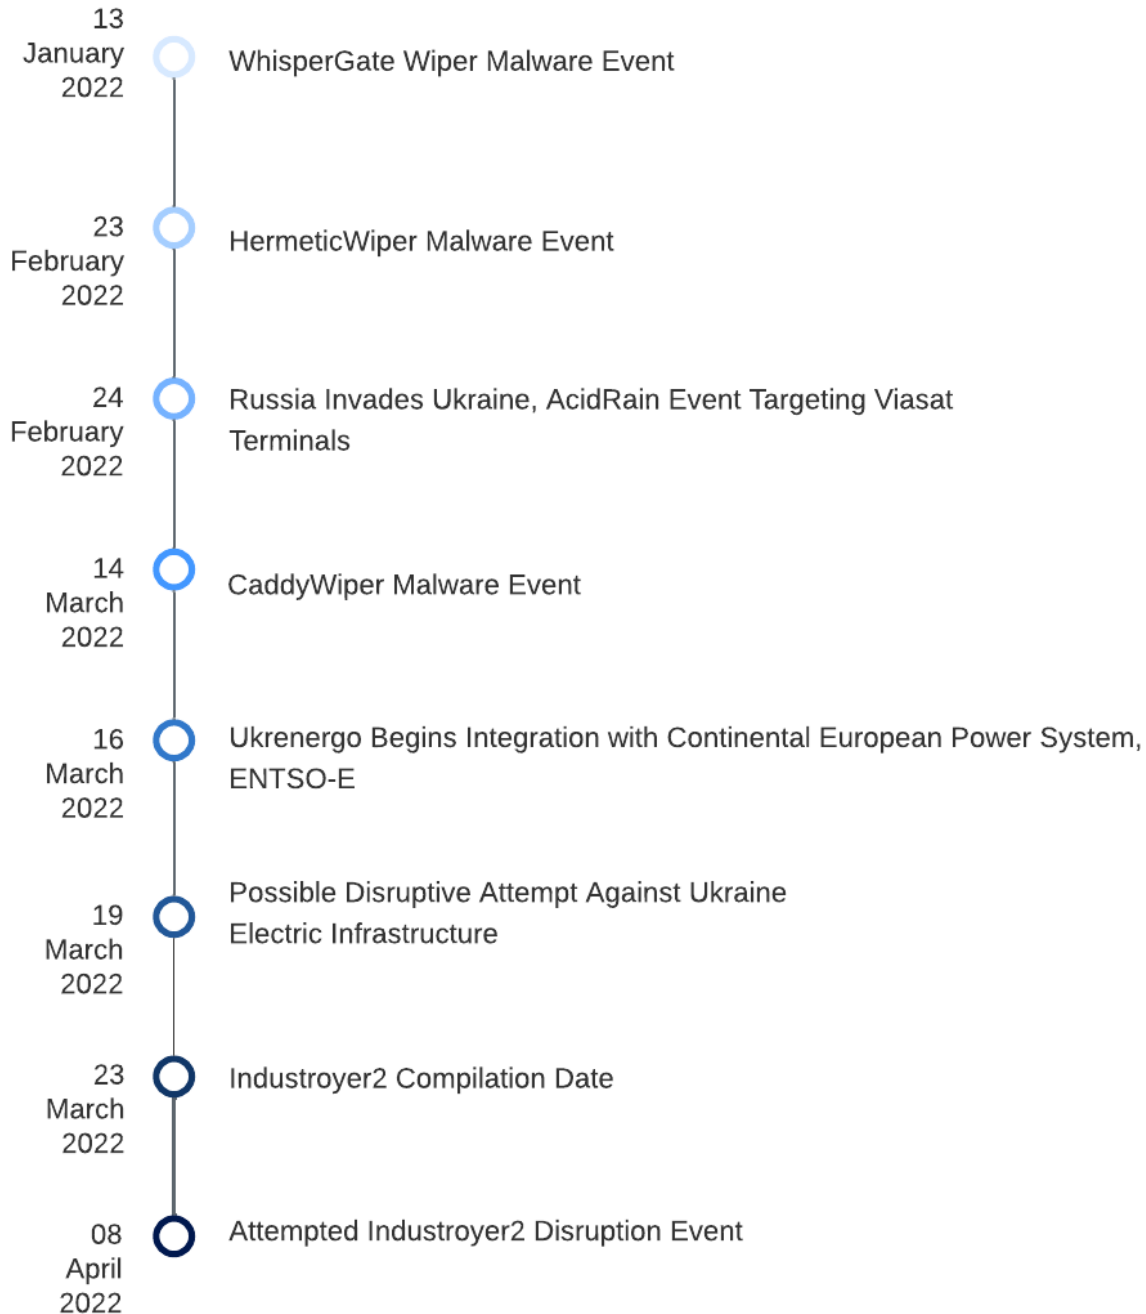 13
January
2022
WhisperGate Wiper Malware Event
23
February
2022
HermeticWiper Malware Event
24
February
2022
Russia Invades Ukraine, AcidRain Event Targeting Viasat
Terminals
14
March
2022
CaddyWiper Malware Event
16
March
2022
Ukrenergo Begins Integration with Continental European Power System,
ENTSO-E
19
March
2022
Possible Disruptive Attempt Against Ukraine
Electric Infrastructure
23
March
2022
Industroyer2 Compilation Date
08
April
2022
Attempted Industroyer2 Disruption Event